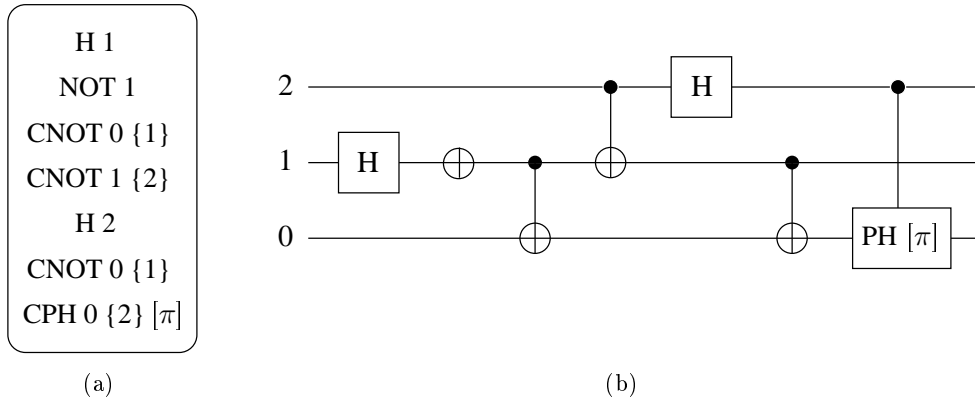 H 1
NOT 1
CNOT 0 {1}
CNOT 1 {2}
H 2
CNOT 0 {1}
CPH 0 {2} [π]
(a)
2
H
1
H
0
PH [π]
(b)